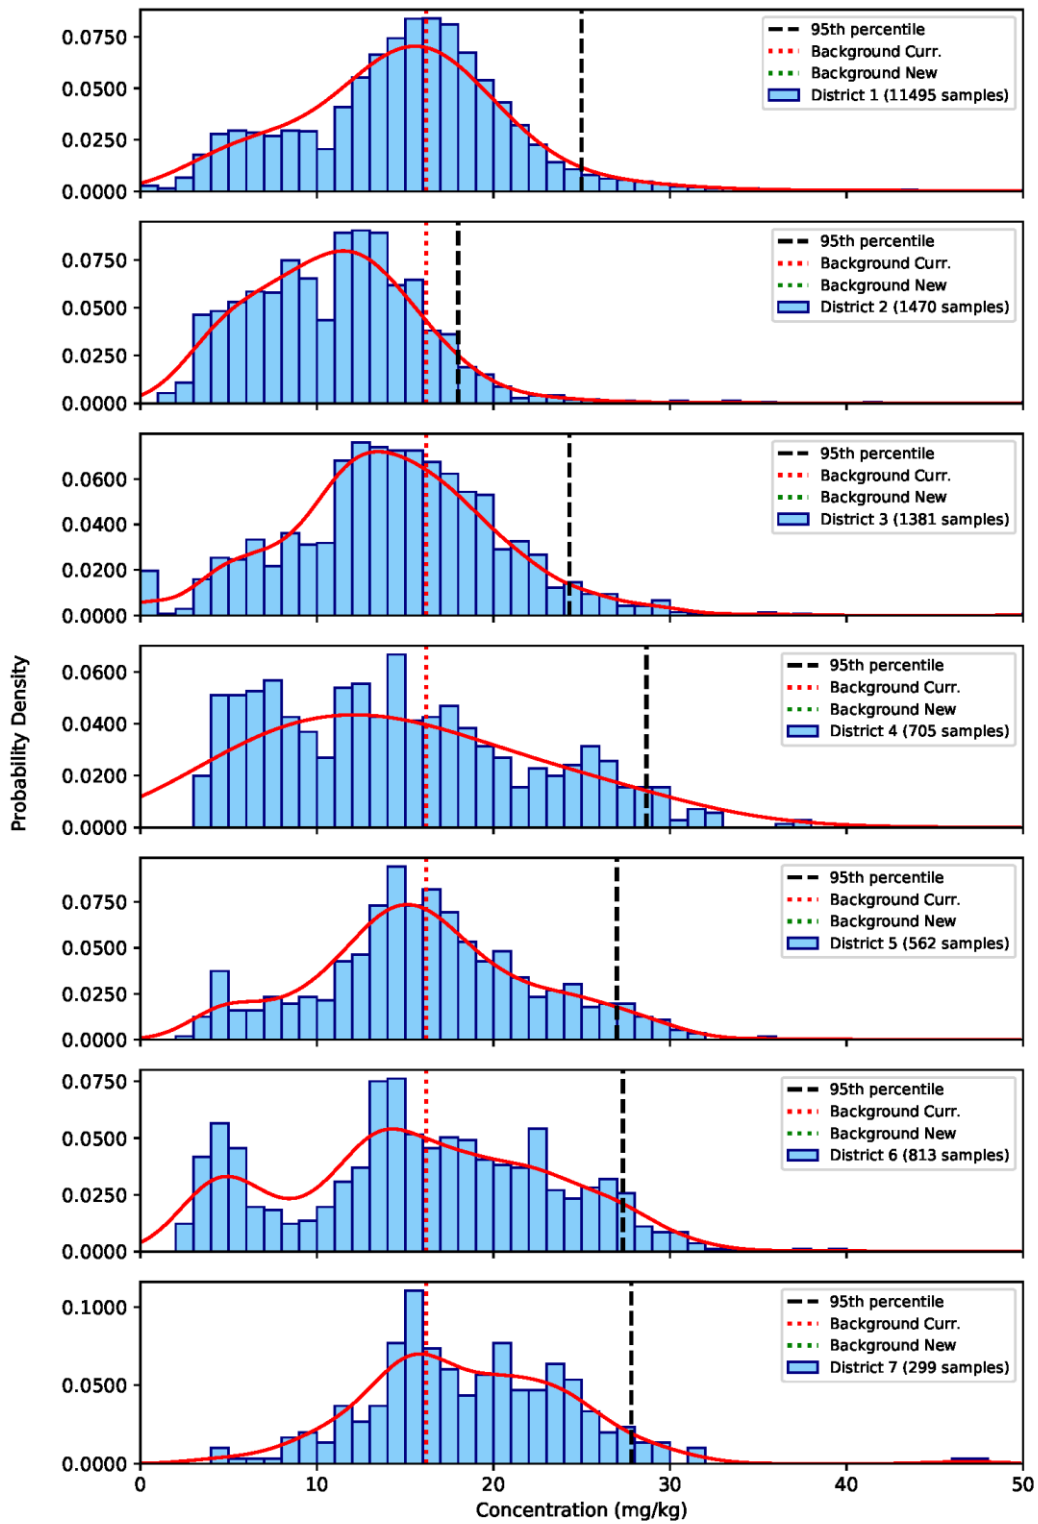 0.0750
0.0500
0.0250
0.0000
95th percentile
Background Curr.
Background New
District 1 (11495 samples)
0.0750
0.0500
0.0250
0.0000
95th percentile
Background Curr.
Background New
District 2 (1470 samples)
0.0600
0.0400
0.0200
0.0000
95th percentile
Background Curr.
Background New
District 3 (1381 samples)
Probability Density
0.0600
0.0400
0.0200
0.0000
95th percentile
Background Curr.
Background New
District 4 (705 samples)
0.0750
0.0500
0.0250
0.0000
95th percentile
Background Curr.
Background New
District 5 (562 samples)
0.0750
0.0500
0.0250
0.0000
95th percentile
Background Curr.
Background New
District 6 (813 samples)
0.1000
0.0500
0.0000
95th percentile
Background Curr.
Background New
District 7 (299 samples)
0 10 20 30 40 50
Concentration (mg/kg)